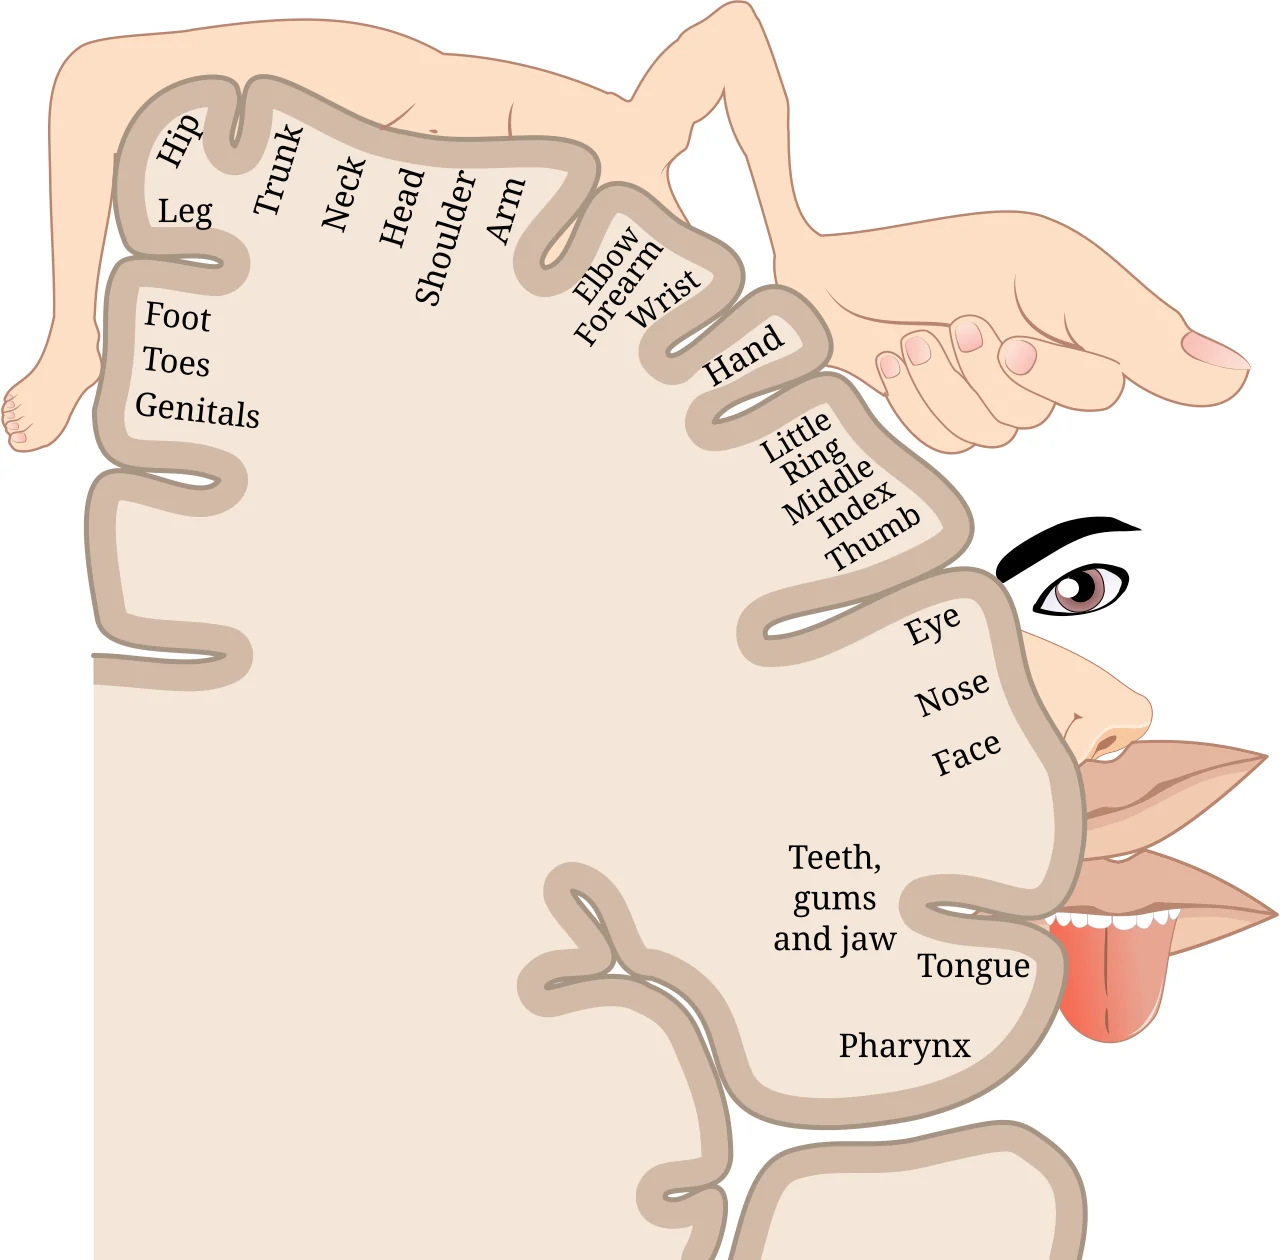 Hip
Leg
Foot
Toes
Genitals
Trunk
Neck
Head
Shoulder
Arm
Elbow
Forearm
Wrist
Hand
Little
Ring
Middle
Index
Thumb
Eye
Nose
Face
Teeth,
gums
and jaw
Tongue
Pharynx